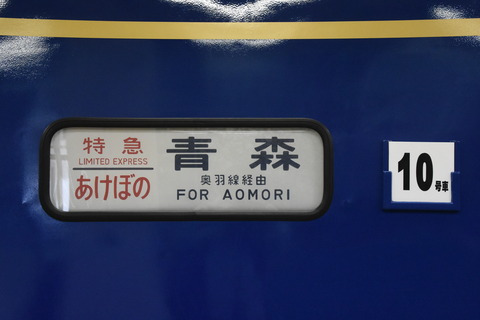 特急
LIMITED EXPRESS
あけぼの
青森
奥羽線経由
FOR AOMORI
10号車